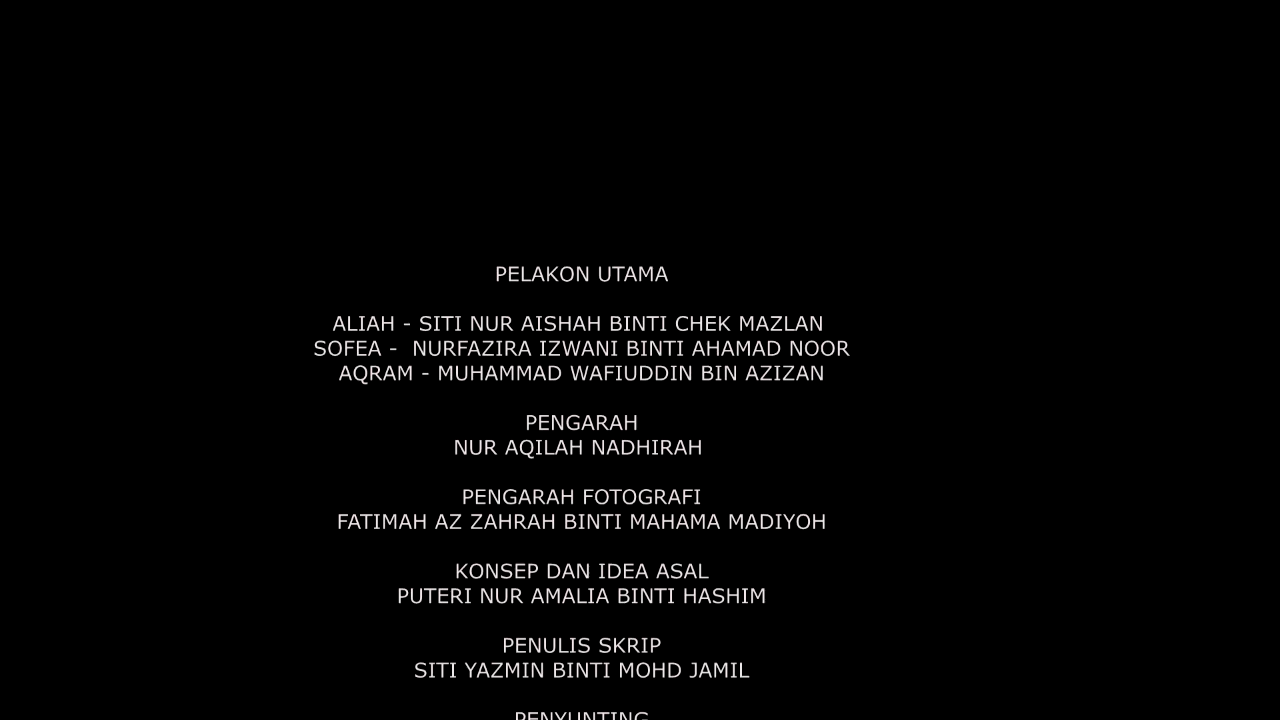 PELAKON UTAMA
ALIAH - SITI NUR AISHAH BINTI CHEK MAZLAN
SOFEA -  NURFAZIRA IZWANI BINTI AHAMAD NOOR
AQRAM - MUHAMMAD WAFIUDDIN BIN AZIZAN
PENGARAH
NUR AQILAH NADHIRAH
PENGARAH FOTOGRAFI
FATIMAH AZ ZAHRAH BINTI MAHAMA MADIYOH
KONSEP DAN IDEA ASAL
PUTERI NUR AMALIA BINTI HASHIM
PENULIS SKRIP
SITI YAZMIN BINTI MOHD JAMIL
PENYUNTING